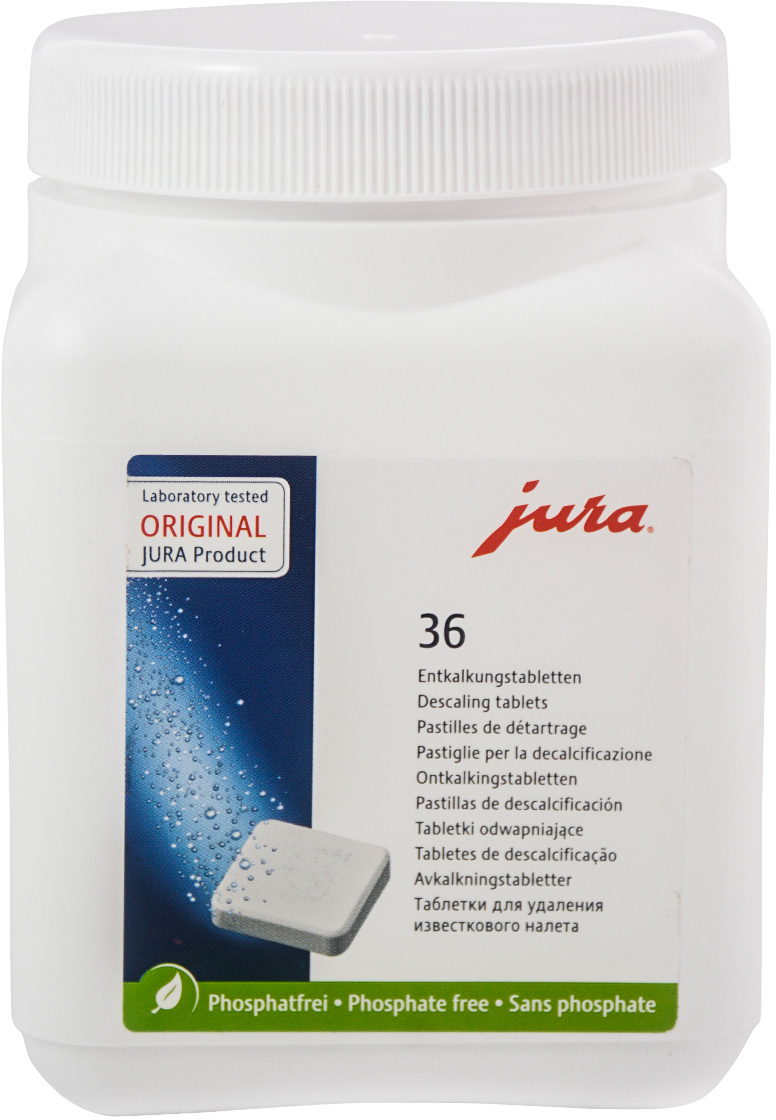 Laboratory tested
ORIGINAL
JURA Product
jura®
36
Entkalkungstabletten
Descaling tablets
Pastilles de détartrage
Pastiglie per la decalcificazione
Ontkalkingstabletten
Pastillas de descalcificación
Tabletki odwapniające
Tabletes de descalcificação
Avkalkningstabletter
Таблетки для удаления
известкового налета
Phosphatfrei • Phosphate free • Sans phosphate